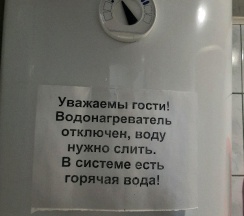 Уважаемы гости!
Водонагреватель
отключен, воду
нужно слить.
В системе есть
горячая вода!